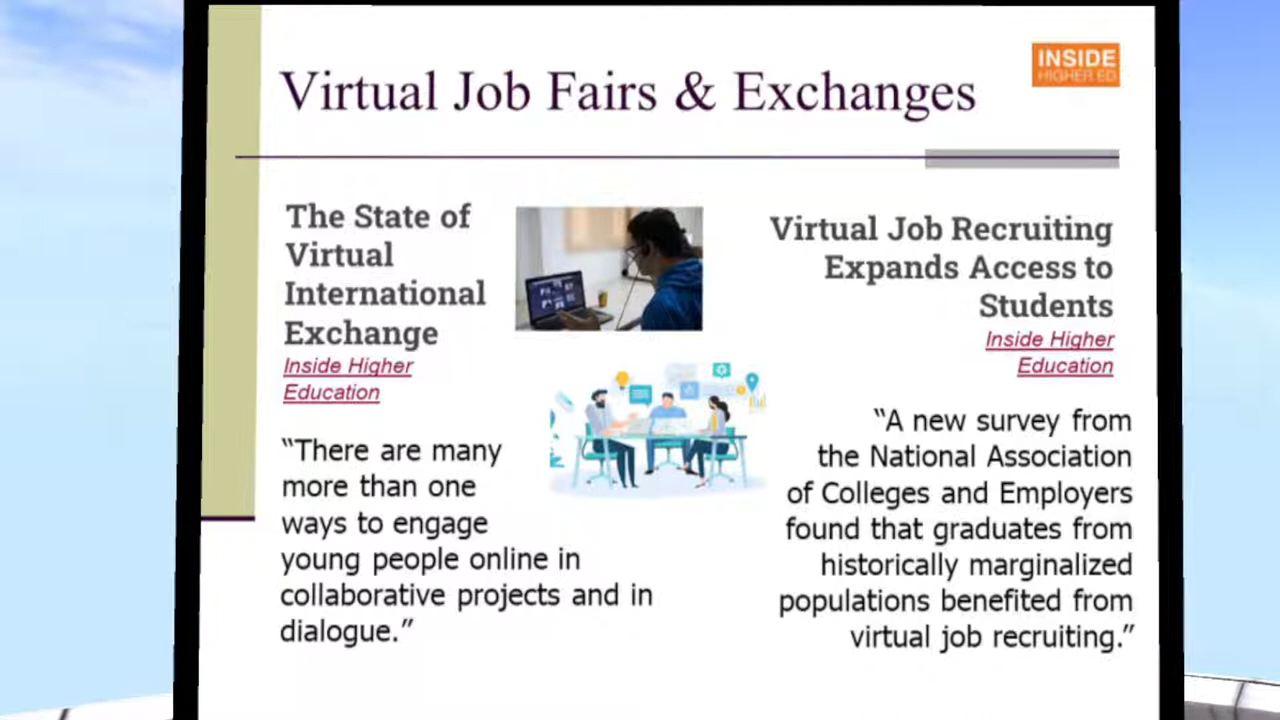 Virtual Job Fairs & Exchanges
INSIDE
HIGHER ED
The State of
Virtual
International
Exchange
Inside Higher
Education
“There are many
more than one
ways to engage
young people online in
collaborative projects and in
dialogue.”
Virtual Job Recruiting
Expands Access to
Students
Inside Higher
Education
“A new survey from
the National Association
of Colleges and Employers
found that graduates from
historically marginalized
populations benefited from
virtual job recruiting.”